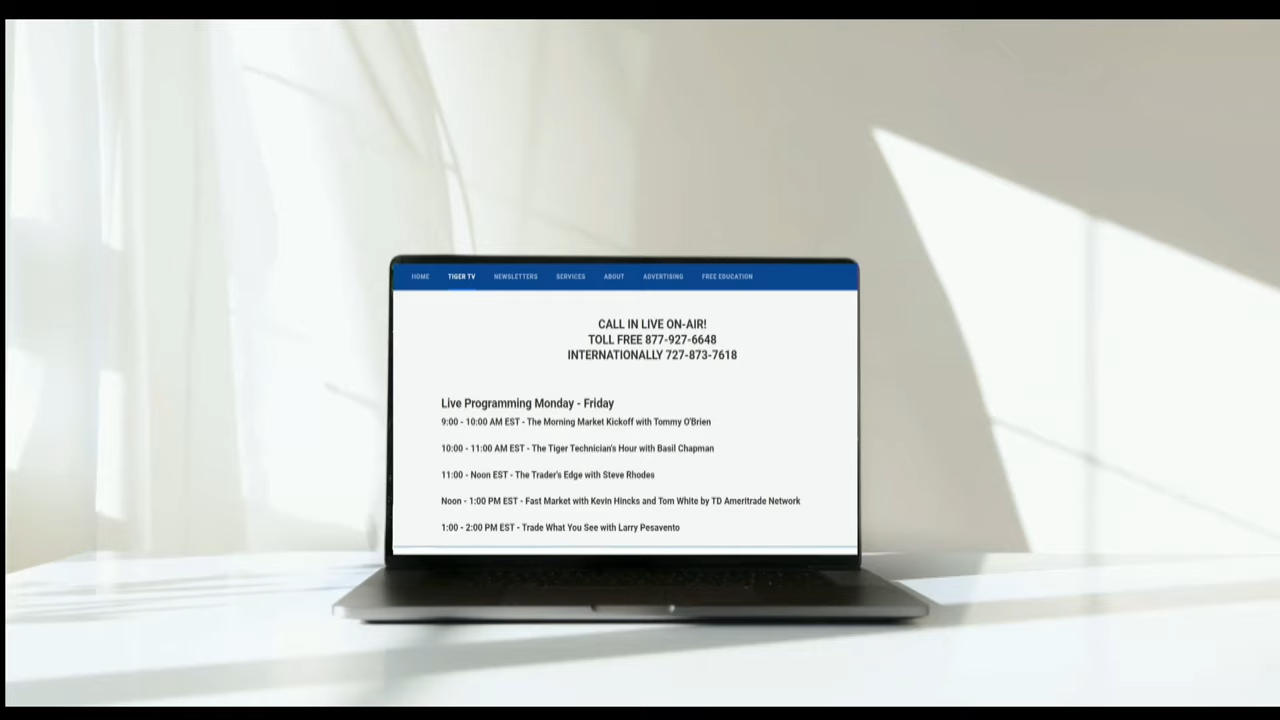 HOME TIGER TV NEWSLETTERS SERVICES ABOUT ADVERTISING FREE EDUCATION
CALL IN LIVE ON-AIR!
TOLL FREE 877-927-6648
INTERNATIONALLY 727-873-7618
Live Programming Monday - Friday
9:00 - 10:00 AM EST - The Morning Market Kickoff with Tommy O'Brien
10:00 - 11:00 AM EST - The Tiger Technician's Hour with Basil Chapman
11:00 - Noon EST - The Trader's Edge with Steve Rhodes
Noon - 1:00 PM EST - Fast Market with Kevin Hincks and Tom White by TD Ameritrade Network
1:00 - 2:00 PM EST - Trade What You See with Larry Pesavento